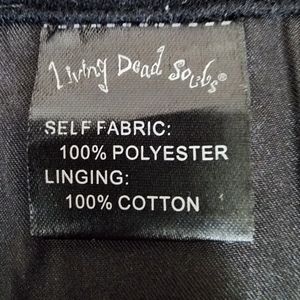 Living Dead Souls®
SELF FABRIC:
100% POLYESTER
LINGING:
100% COTTON